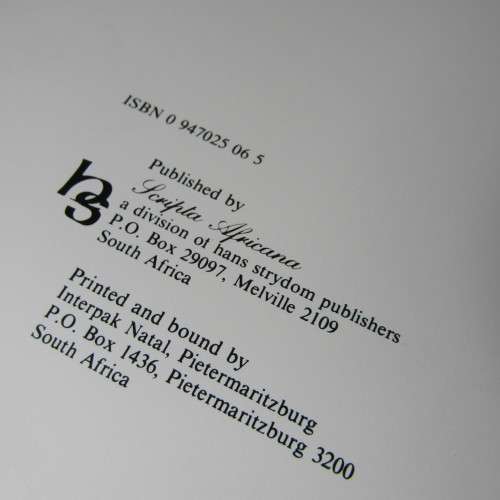 ISBN 0 947025 06 5
Published by
Scripta Africana
a division of hans strydom publishers
P.O. Box 29097, Melville 2109
South Africa
hs
Printed and bound by
Interpak Natal, Pietermaritzburg
P.O. Box 1436, Pietermaritzburg 3200
South Africa